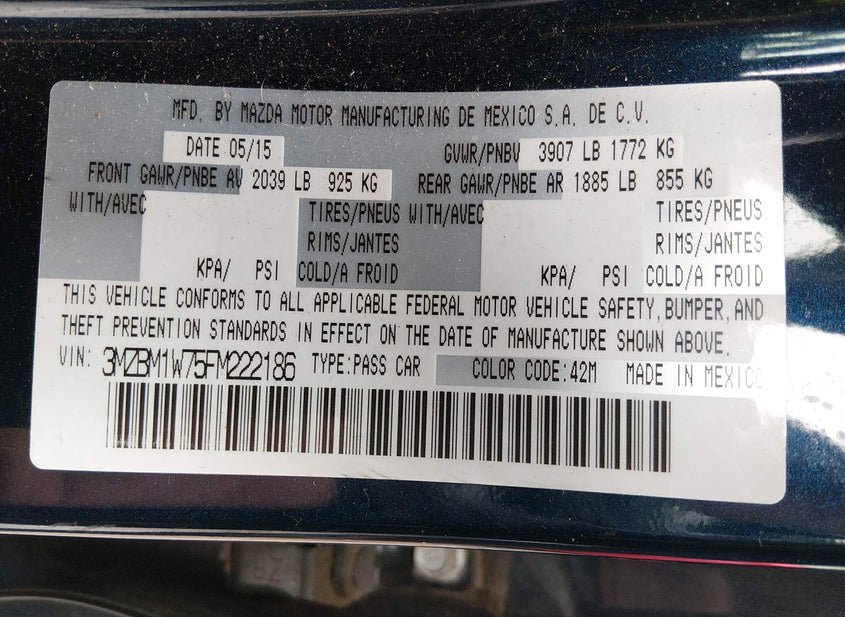 MFD. BY MAZDA MOTOR MANUFACTURING DE MEXICO S.A. DE C.V.
DATE 05/15 GVWR/PNBV 3907 LB 1772 KG
FRONT GAWR/PNBE AV 2039 LB 925 KG REAR GAWR/PNBE AR 1885 LB 855 KG
WITH/AVEC TIRES/PNEUS WITH/AVEC TIRES/PNEUS
RIMS/JANTES RIMS/JANTES
KPA/ PSI COLD/A FROID KPA/ PSI COLD/A FROID
THIS VEHICLE CONFORMS TO ALL APPLICABLE FEDERAL MOTOR VEHICLE SAFETY, BUMPER, AND
THEFT PREVENTION STANDARDS IN EFFECT ON THE DATE OF MANUFACTURE SHOWN ABOVE.
VIN: 3MZBM1W75FM222186 TYPE:PASS CAR COLOR CODE:42M MADE IN MEXICO